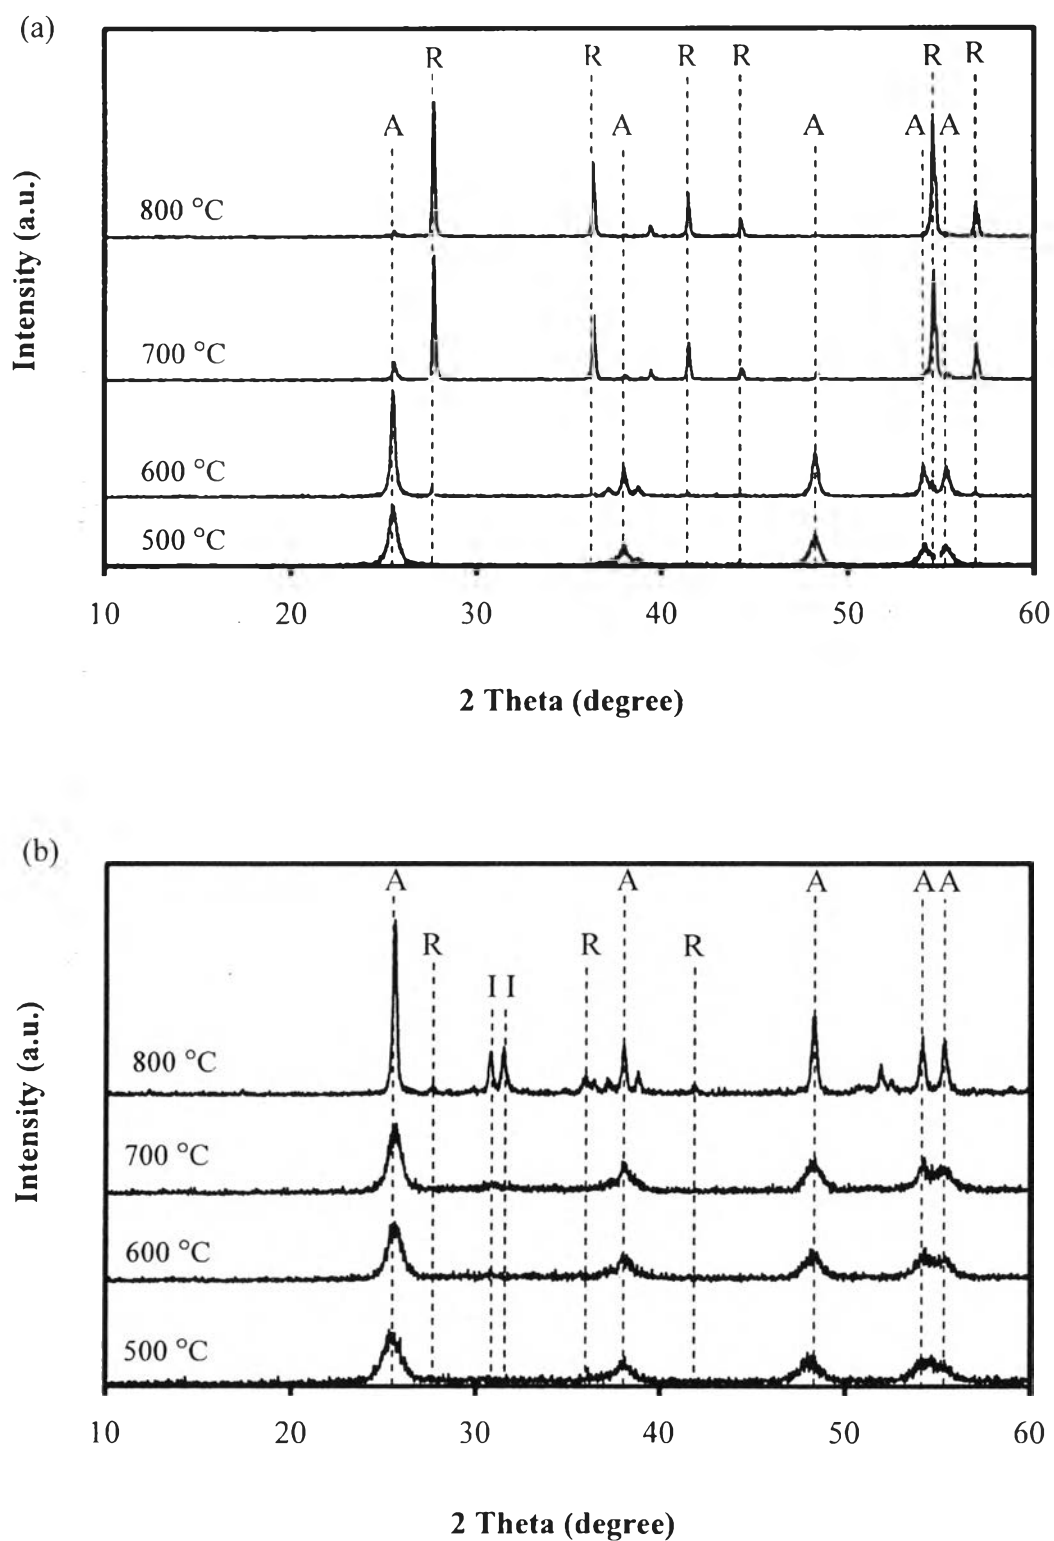 (a)
R R R R R R
A A A A A
800 °C
700 °C
600 °C
500 °C
Intensity (a.u.)
10 20 30 40 50 60
2 Theta (degree)
(b)
A A A A A
R R R
I I
800 °C
700 °C
600 °C
500 °C
Intensity (a.u.)
10 20 30 40 50 60
2 Theta (degree)